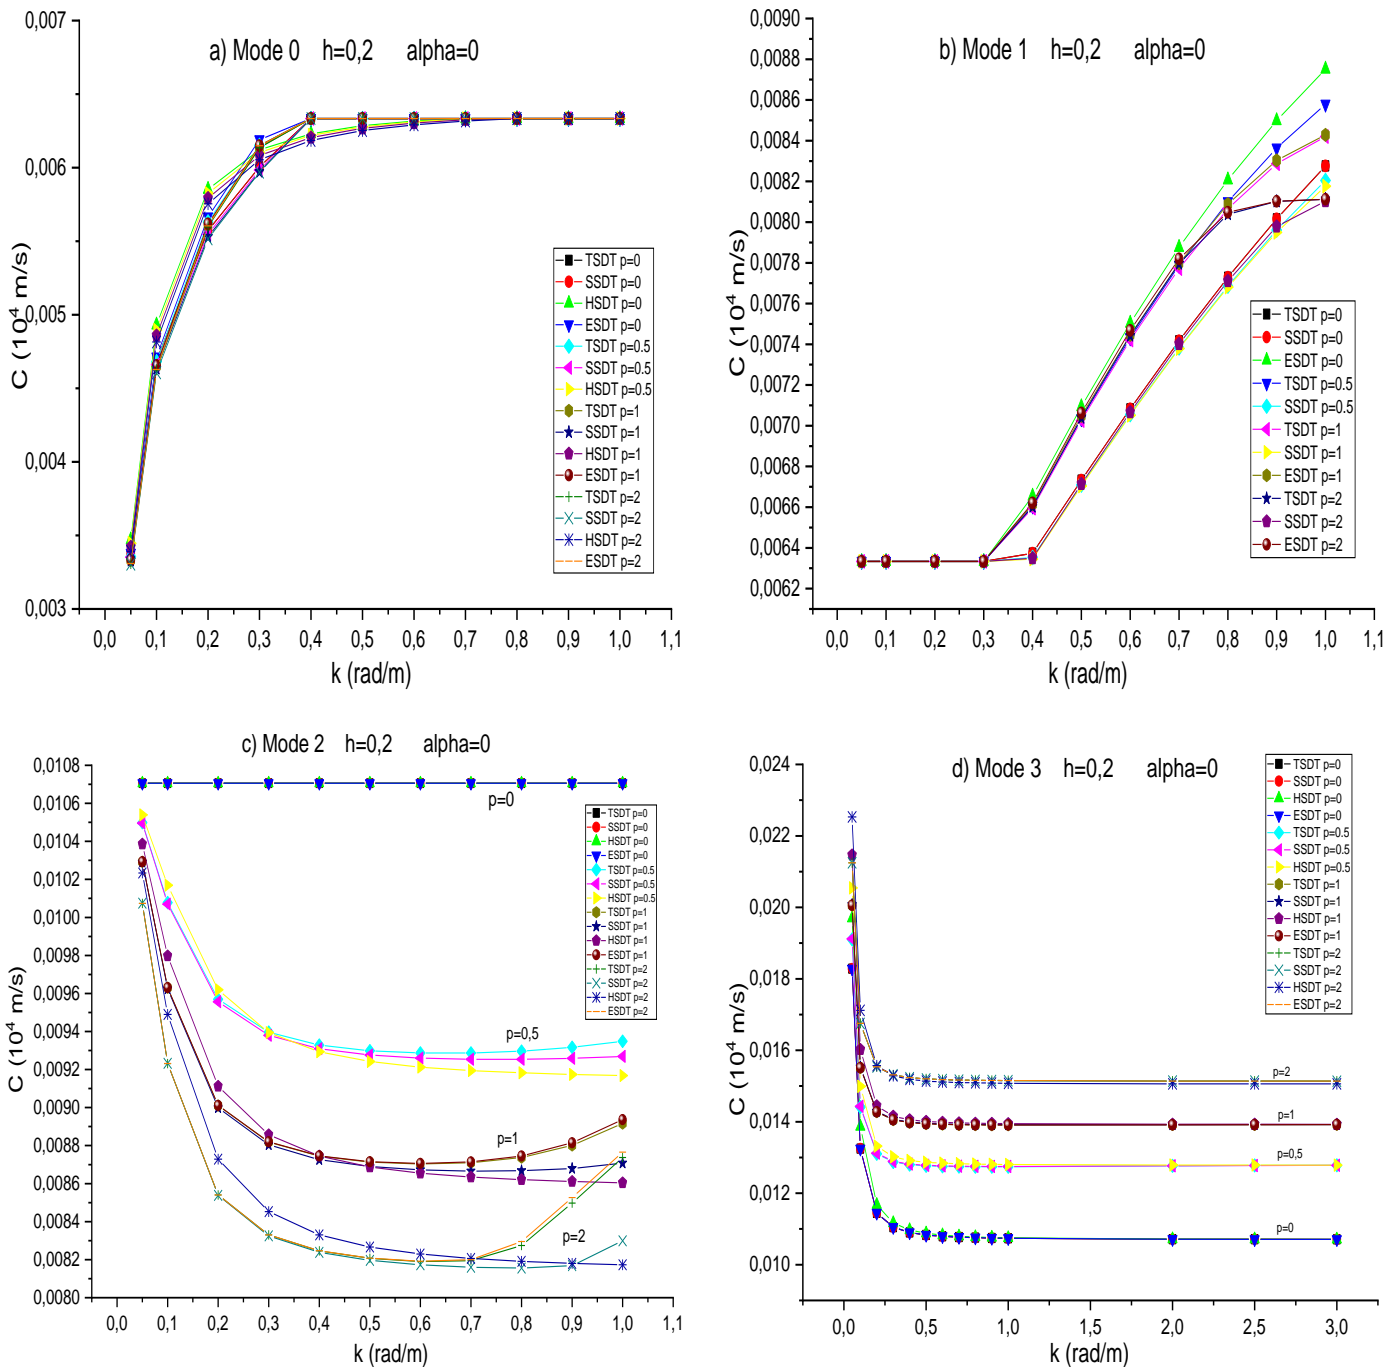 a) Mode 0 h=0,2 alpha=0
0,007
0,006
0,005
0,004
0,003
C (10⁴ m/s)
0,0 0,1 0,2 0,3 0,4 0,5 0,6 0,7 0,8 0,9 1,0 1,1
k (rad/m)
TSDT p=0
SSDT p=0
HSDT p=0
ESDT p=0
TSDT p=0.5
SSDT p=0.5
HSDT p=0.5
TSDT p=1
SSDT p=1
HSDT p=1
ESDT p=1
TSDT p=2
SSDT p=2
HSDT p=2
ESDT p=2
b) Mode 1 h=0,2 alpha=0
0,0090
0,0088
0,0086
0,0084
0,0082
0,0080
0,0078
0,0076
0,0074
0,0072
0,0070
0,0068
0,0066
0,0064
0,0062
C (10⁴ m/s)
0,0 0,1 0,2 0,3 0,4 0,5 0,6 0,7 0,8 0,9 1,0 1,1
k (rad/m)
TSDT p=0
SSDT p=0
ESDT p=0
TSDT p=0.5
SSDT p=0.5
TSDT p=1
SSDT p=1
ESDT p=1
TSDT p=2
SSDT p=2
ESDT p=2
c) Mode 2 h=0,2 alpha=0
0,0108
0,0106
0,0104
0,0102
0,0100
0,0098
0,0096
0,0094
0,0092
0,0090
0,0088
0,0086
0,0084
0,0082
0,0080
C (10⁴ m/s)
0,0 0,1 0,2 0,3 0,4 0,5 0,6 0,7 0,8 0,9 1,0 1,1
k (rad/m)
p=0
p=0,5
p=1
p=2
TSDT p=0
SSDT p=0
HSDT p=0
ESDT p=0
TSDT p=0.5
SSDT p=0.5
HSDT p=0.5
TSDT p=1
SSDT p=1
HSDT p=1
ESDT p=1
TSDT p=2
SSDT p=2
HSDT p=2
ESDT p=2
d) Mode 3 h=0,2 alpha=0
0,024
0,022
0,020
0,018
0,016
0,014
0,012
0,010
C (10⁴ m/s)
0,0 0,5 1,0 2,0 2,5 3,0
k (rad/m)
TSDT p=0
SSDT p=0
HSDT p=0
ESDT p=0
TSDT p=0.5
SSDT p=0.5
HSDT p=0.5
TSDT p=1
SSDT p=1
HSDT p=1
ESDT p=1
TSDT p=2
SSDT p=2
HSDT p=2
ESDT p=2
p=2
p=1
p=0,5
p=0